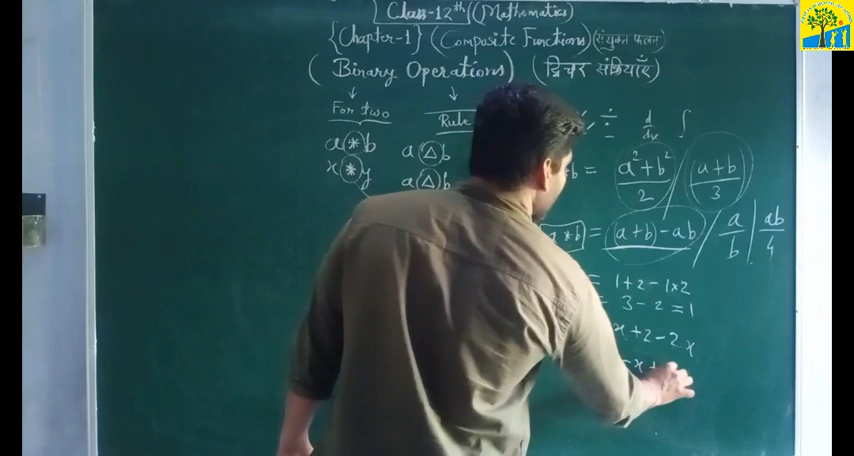 Class-12th (Mathematics)
{Chapter-1} (Composite Functions) (संयुक्त फलन)
(Binary Operations) (द्विचर संक्रियाएँ)
For two
Rule
÷ d/dx ∫
a * b
a △ b
b = a² + b² / 2 / (a + b) / 3
x * y
a △ b
a * b = (a + b) - ab / a/b | ab/4
= 1 + 2 - 1×2
= 3 - 2 = 1
x + 2 - 2x
- x +